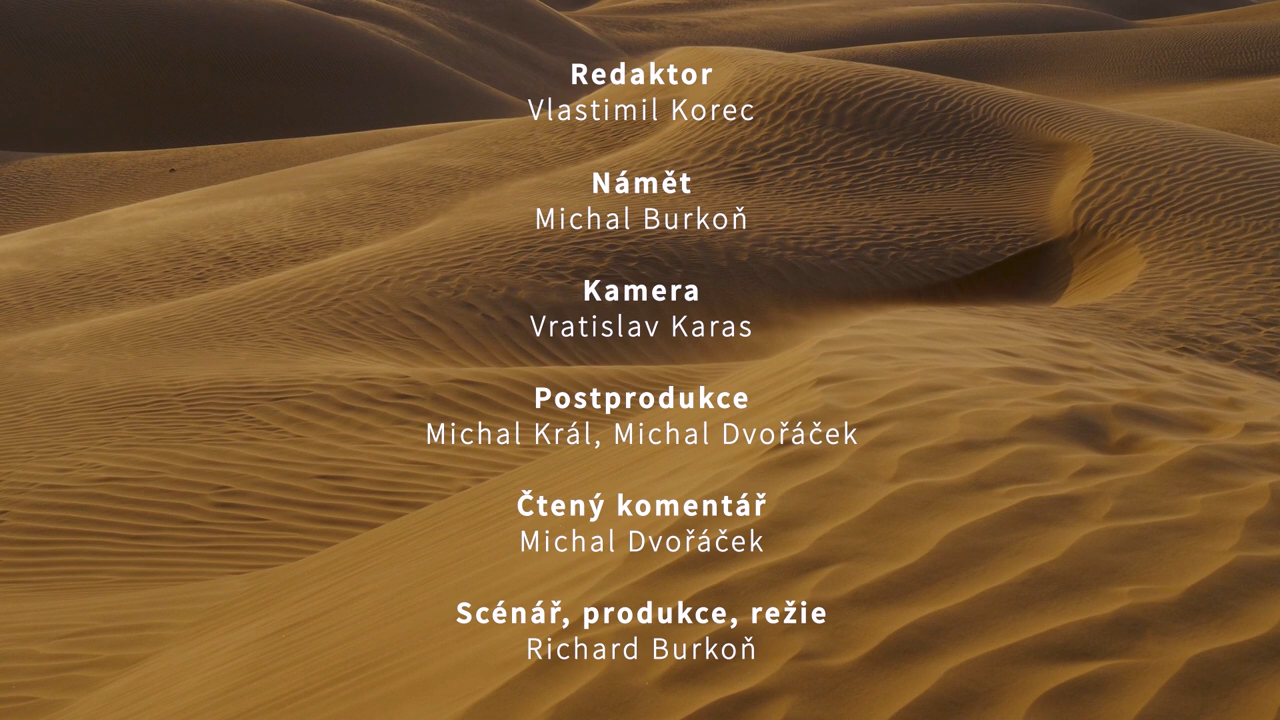 Redaktor
Vlastimil Korec
Námět
Michal Burkoň
Kamera
Vratislav Karas
Postprodukce
Michal Král, Michal Dvořáček
Čtený komentář
Michal Dvořáček
Scénář, produkce, režie
Richard Burkoň